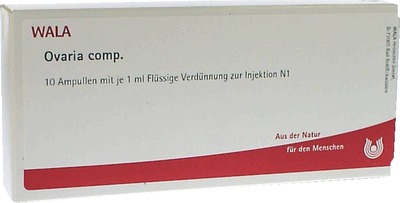 WALA
Ovaria comp.
10 Ampullen mit je 1 ml Flüssige Verdünnung zur Injektion N1
Aus der Natur
für den Menschen